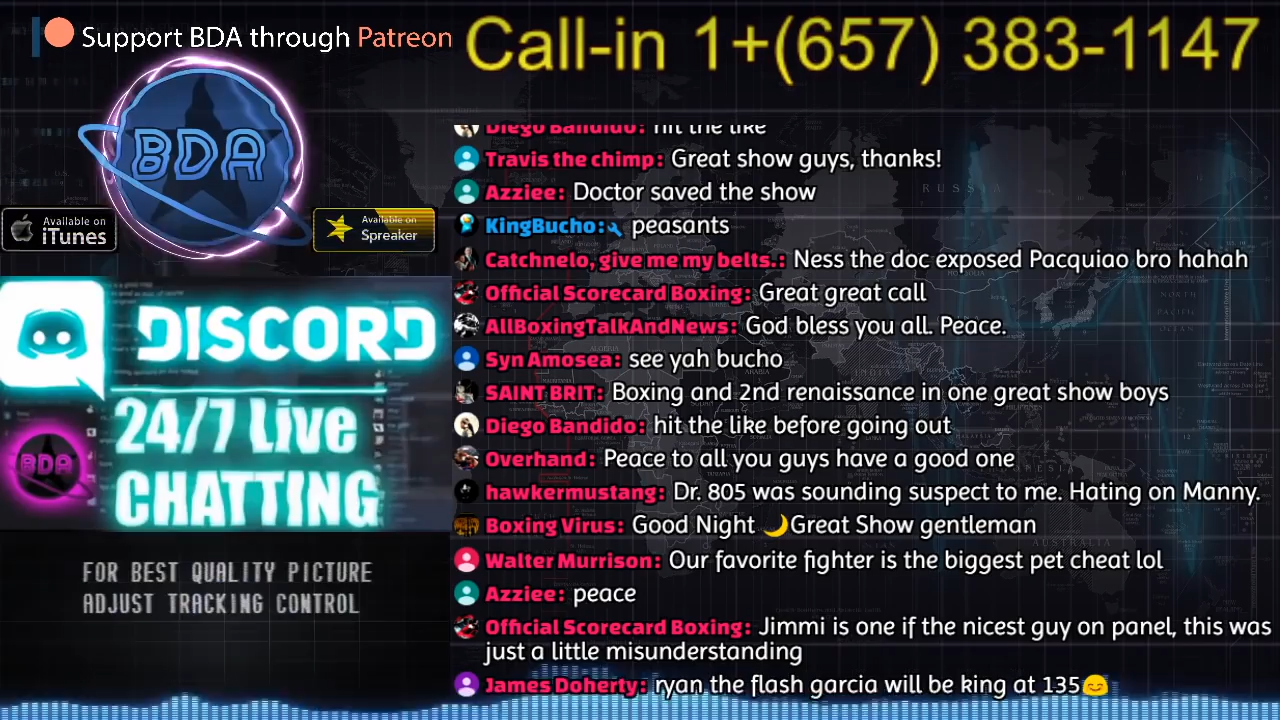 Support BDA through Patreon
Call-in 1+(657) 383-1147
BDA
Available on
iTunes
Available on
Spreaker
DISCORD
24/7 Live
CHATTING
BDA
FOR BEST QUALITY PICTURE
ADJUST TRACKING CONTROL
Diego Bandido: hit the like
Travis the chimp: Great show guys, thanks!
Azziee: Doctor saved the show
KingBucho: peasants
Catchnelo, give me my belts.: Ness the doc exposed Pacquiao bro hahah
Official Scorecard Boxing: Great great call
AllBoxingTalkAndNews: God bless you all. Peace.
Syn Amosea: see yah bucho
SAINT BRIT: Boxing and 2nd renaissance in one great show boys
Diego Bandido: hit the like before going out
Overhand: Peace to all you guys have a good one
hawkermustang: Dr. 805 was sounding suspect to me. Hating on Manny.
Boxing Virus: Good Night 🌙Great Show gentleman
Walter Murrison: Our favorite fighter is the biggest pet cheat lol
Azziee: peace
Official Scorecard Boxing: Jimmi is one if the nicest guy on panel, this was
just a little misunderstanding
James Doherty: ryan the flash garcia will be king at 135😊
RUSSIA